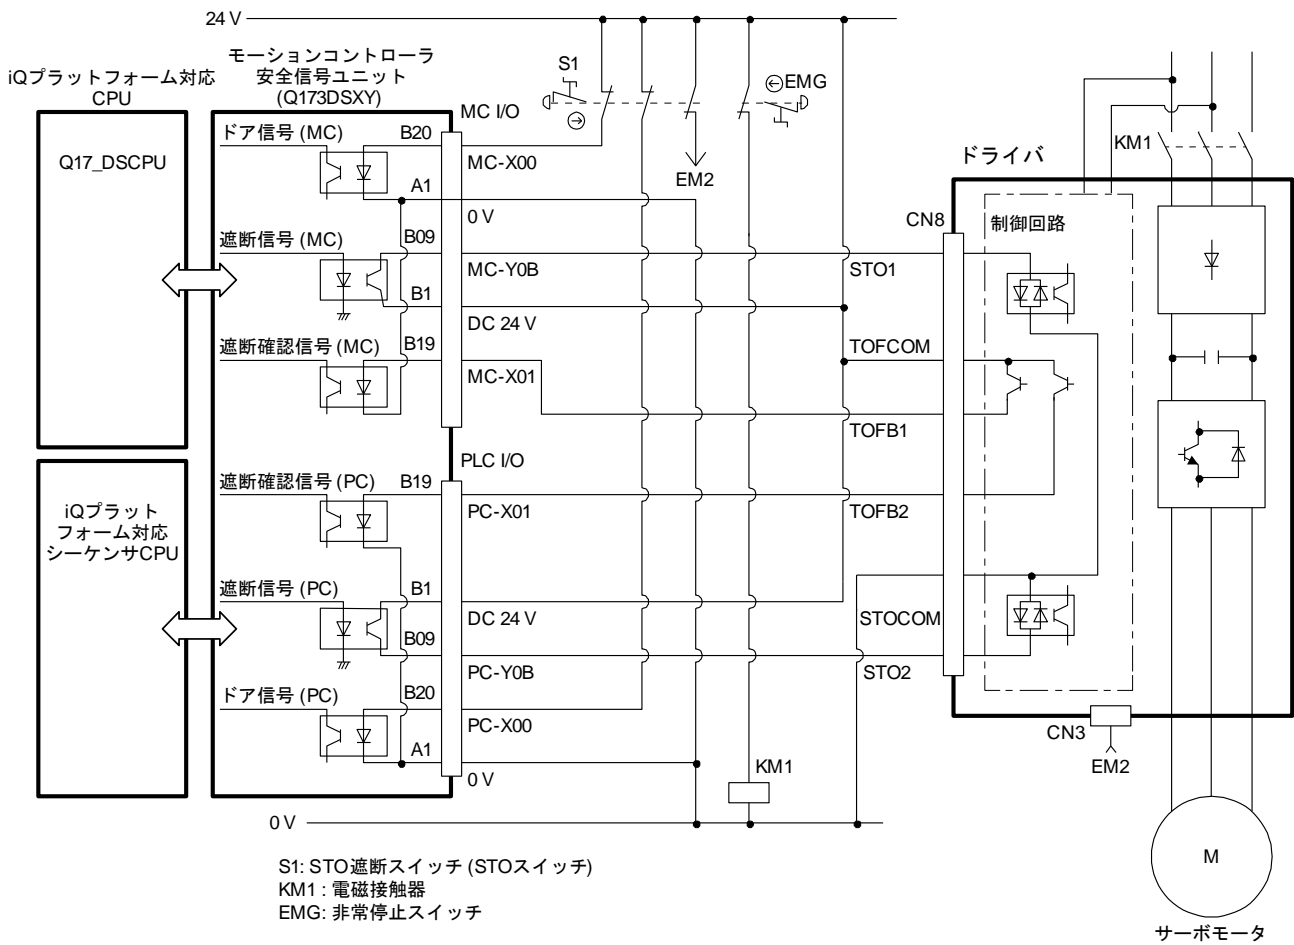 24 V
モーションコントローラ
安全信号ユニット
(Q173DSXY)
iQプラットフォーム対応
CPU
Q17_DSCPU
iQプラット
フォーム対応
シーケンサCPU
MC I/O
ドア信号 (MC)
B20
MC-X00
A1
0 V
遮断信号 (MC)
B09
MC-Y0B
B1
DC 24 V
遮断確認信号 (MC)
B19
MC-X01
PLC I/O
遮断確認信号 (PC)
B19
PC-X01
遮断信号 (PC)
B1
DC 24 V
B09
PC-Y0B
ドア信号 (PC)
B20
PC-X00
A1
0 V
S1
EMG
EM2
KM1
0 V
ドライバ
KM1
CN8
制御回路
STO1
TOFCOM
TOFB1
TOFB2
STOCOM
STO2
CN3
EM2
M
サーボモータ
S1: STO遮断スイッチ (STOスイッチ)
KM1 : 電磁接触器
EMG: 非常停止スイッチ